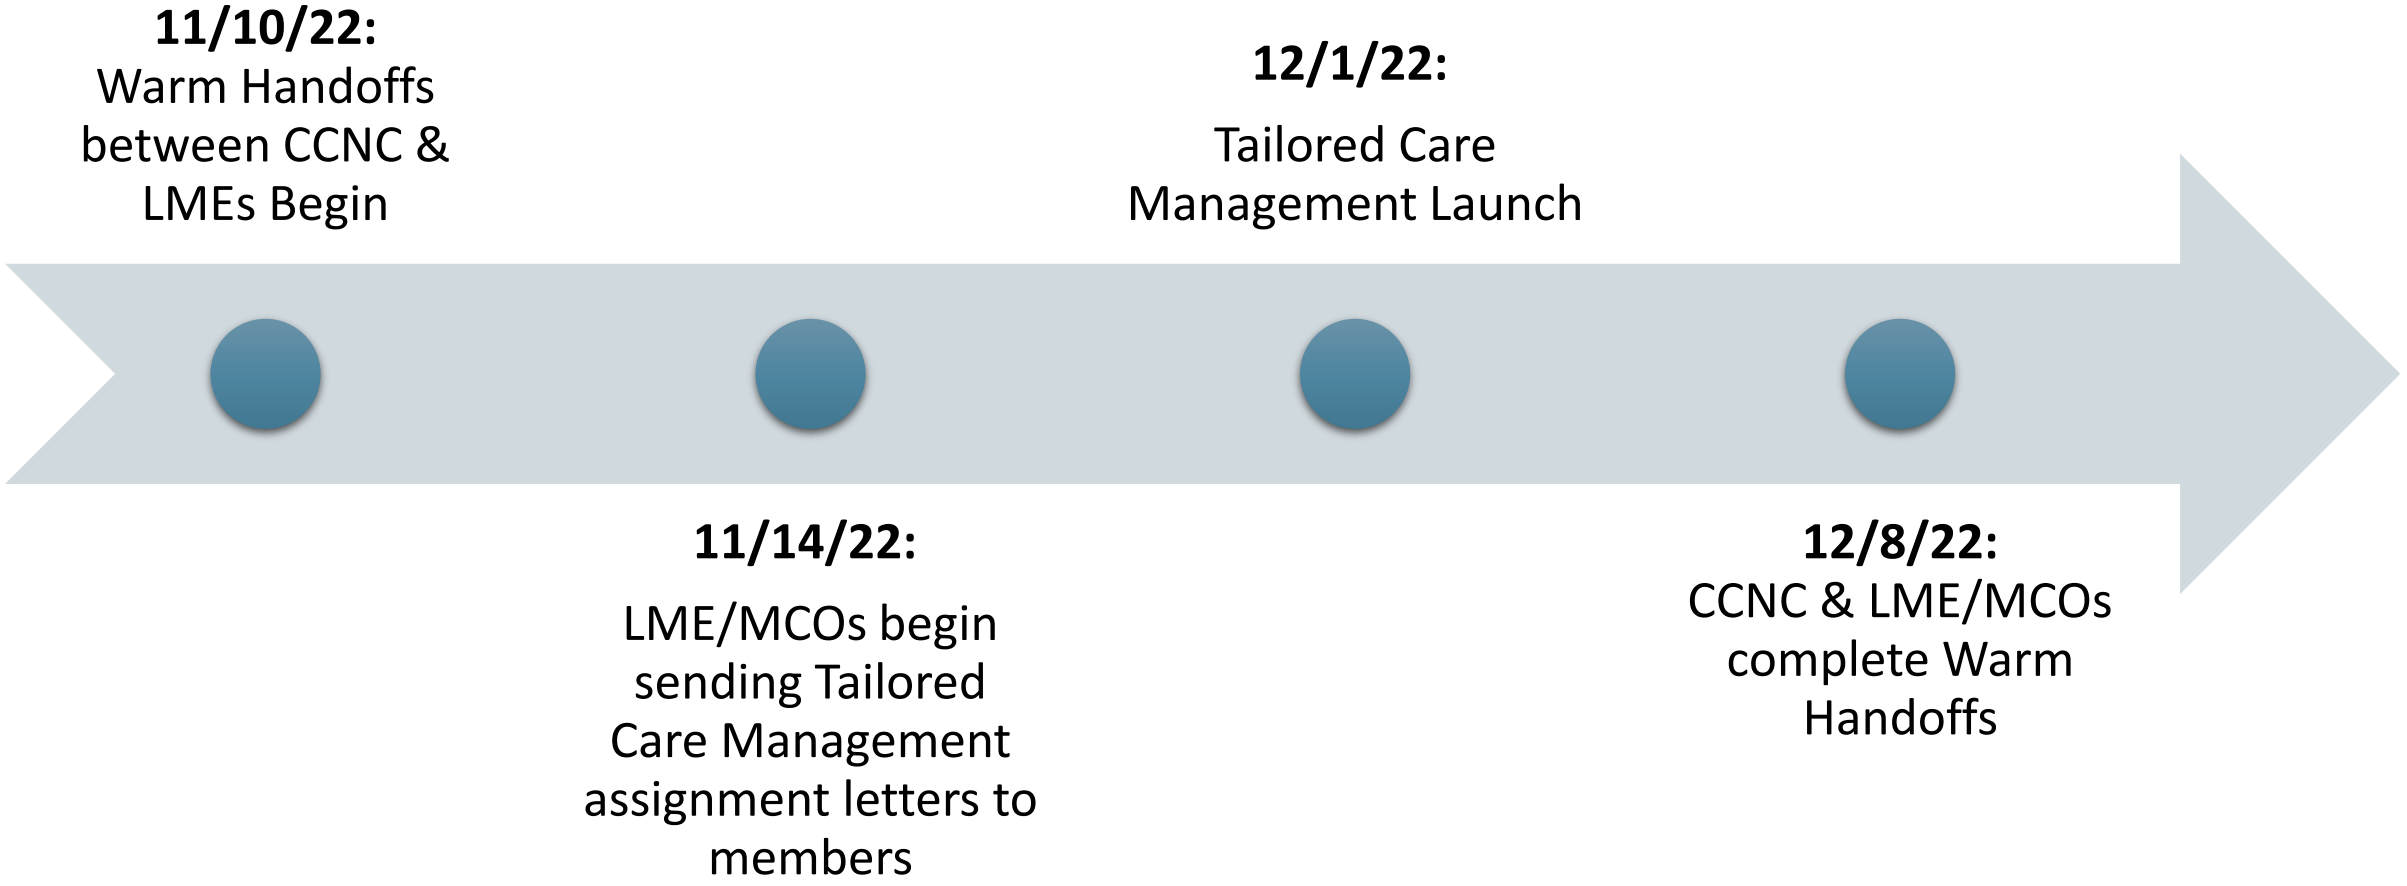 11/10/22:
Warm Handoffs
between CCNC &
LMEs Begin
11/14/22:
LME/MCOs begin
sending Tailored
Care Management
assignment letters to
members
12/1/22:
Tailored Care
Management Launch
12/8/22:
CCNC & LME/MCOs
complete Warm
Handoffs